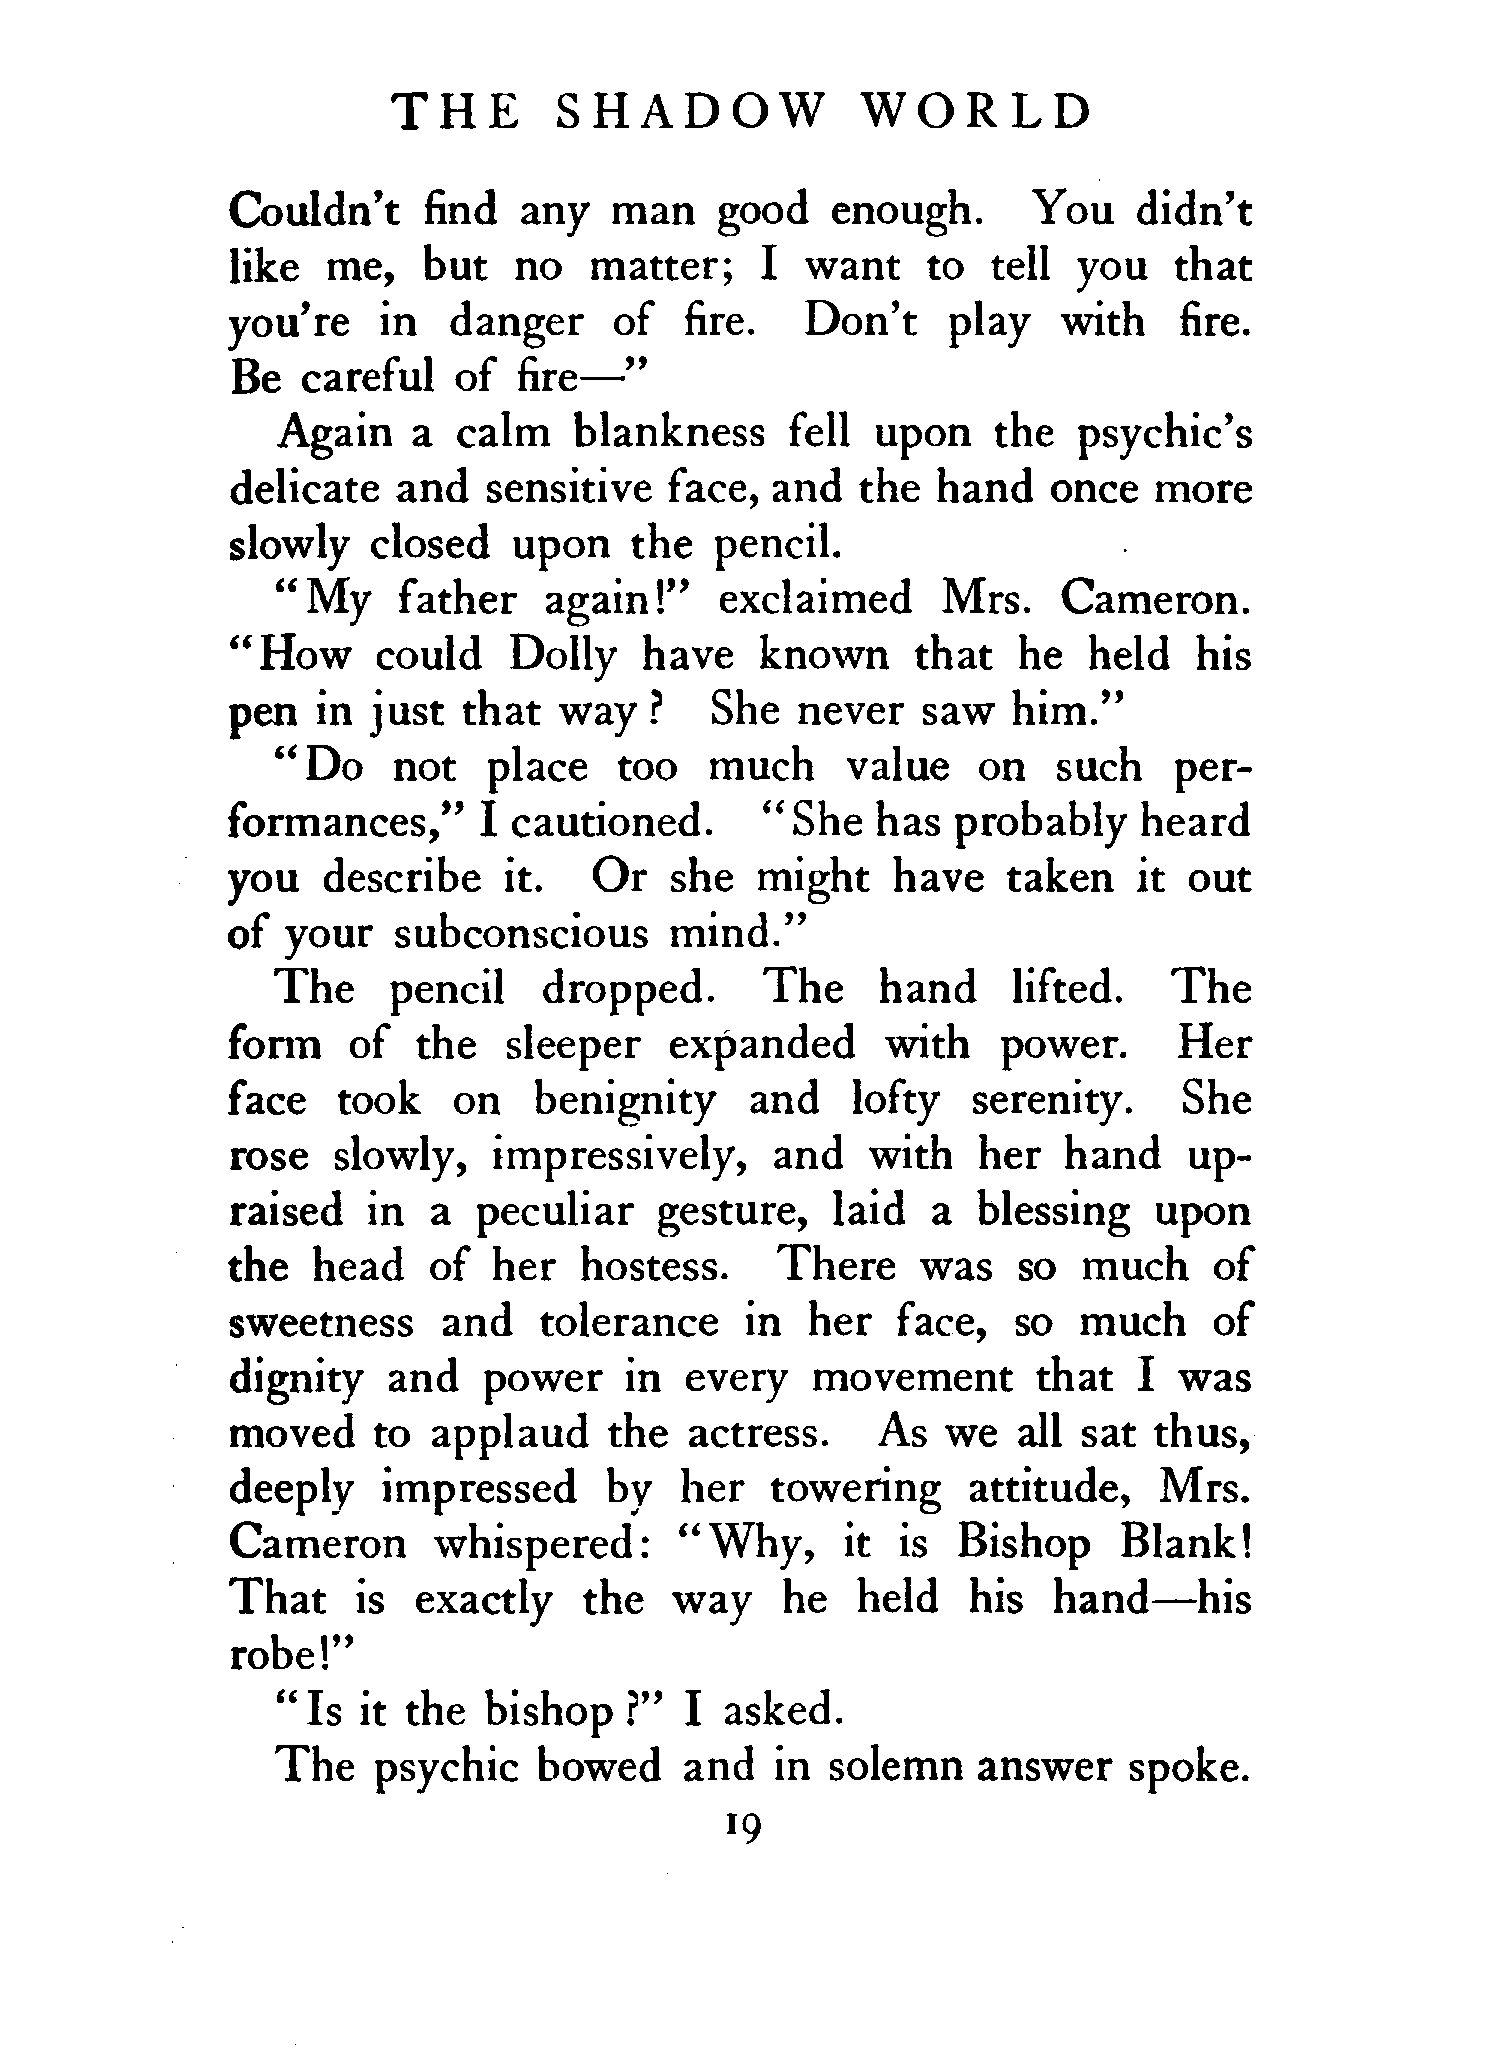 THE SHADOW WORLD
Couldn't find any man good enough. You didn't
like me, but no matter; I want to tell you that
you're in danger of fire. Don't play with fire.
Be careful of fire—"
Again a calm blankness fell upon the psychic's
delicate and sensitive face, and the hand once more
slowly closed upon the pencil.
"My father again!" exclaimed Mrs. Cameron.
"How could Dolly have known that he held his
pen in just that way? She never saw him."
"Do not place too much value on such per-
formances," I cautioned. "She has probably heard
you describe it. Or she might have taken it out
of your subconscious mind."
The pencil dropped. The hand lifted. The
form of the sleeper expanded with power. Her
face took on benignity and lofty serenity. She
rose slowly, impressively, and with her hand up-
raised in a peculiar gesture, laid a blessing upon
the head of her hostess. There was so much of
sweetness and tolerance in her face, so much of
dignity and power in every movement that I was
moved to applaud the actress. As we all sat thus,
deeply impressed by her towering attitude, Mrs.
Cameron whispered: "Why, it is Bishop Blank!
That is exactly the way he held his hand—his
robe!"
"Is it the bishop?" I asked.
The psychic bowed and in solemn answer spoke.
19